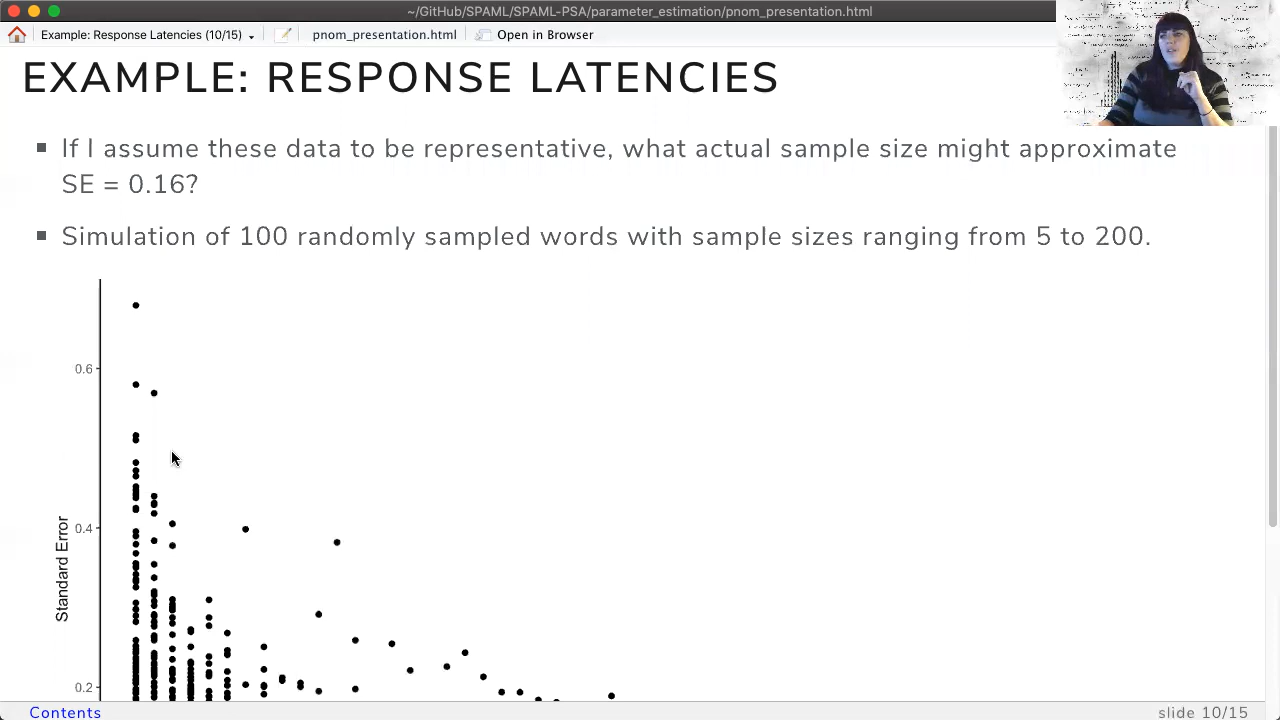 ~/GitHub/SPAML/SPAML-PSA/parameter_estimation/pnom_presentation.html
Example: Response Latencies (10/15) pnom_presentation.html Open in Browser
EXAMPLE: RESPONSE LATENCIES
If I assume these data to be representative, what actual sample size might approximate
SE = 0.16?
Simulation of 100 randomly sampled words with sample sizes ranging from 5 to 200.
0.6
0.4
Standard Error
0.2
Contents
slide 10/15